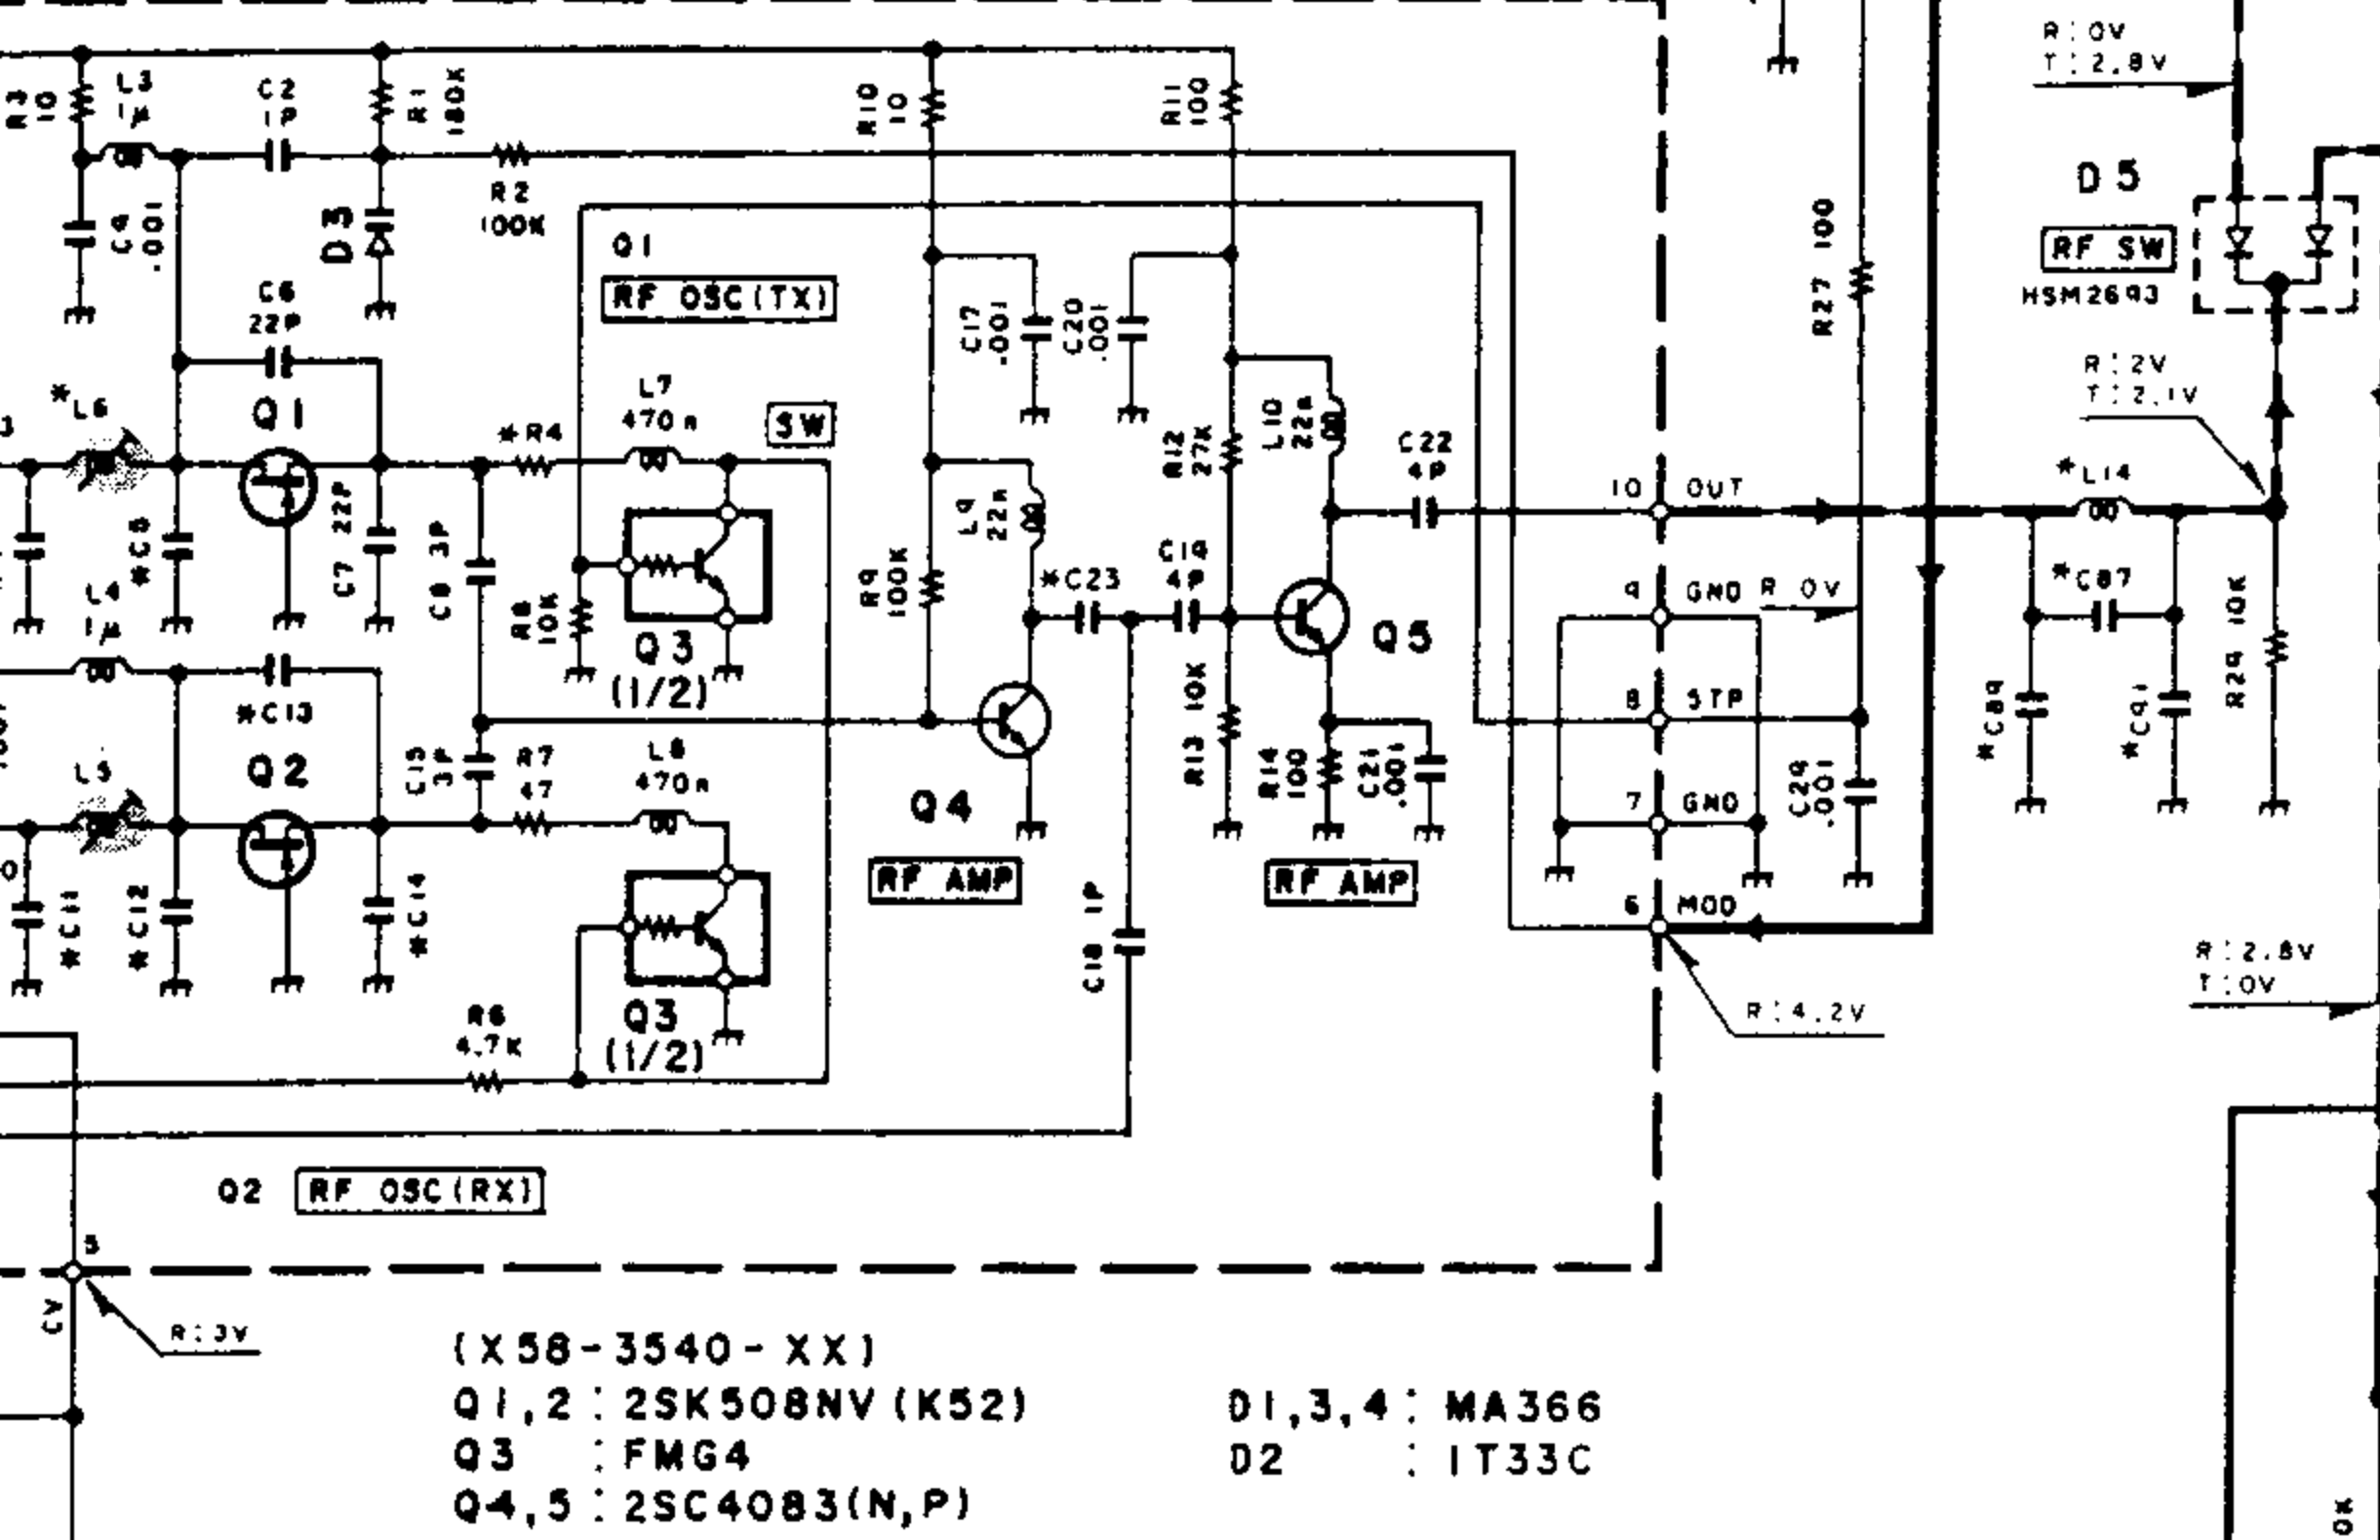 R:0V
T:2.8V
R3
10
L3
1μ
C2
1P
R1
180K
R10
10
R11
100
R2
100K
C4
.001
D3
D5
RF SW
HSM2693
R27 100
Q1
RF OSC(TX)
C6
22P
C17
.001
C20
.001
R:2V
T:2.1V
*L6
Q1
L7
470n
SW
*R4
R12
27K
L10
22n
C22
4P
10 OUT
*L14
*C5
C7 22P
C8 3P
L9
22n
R9
100K
C19
4P
*C23
R8
10K
Q3
(1/2)
Q5
9 GND
R 0V
*C87
L4
1μ
*C13
R13 10K
8 STP
*C89
*C91
R29 10K
Q2
L5
C15
3P
R7
47
L8
470n
Q4
R14
100
C21
.001
7 GND
C29
.001
RF AMP
RF AMP
*C11
*C12
*C14
C18 1P
6 MOD
R:2.8V
T:0V
R:4.2V
R6
4.7K
Q3
(1/2)
Q2
RF OSC(RX)
5
CV
R:3V
(X58-3540-XX)
Q1,2 : 2SK508NV(K52)
D1,3,4 : MA366
Q3 : FMG4
D2 : 1T33C
Q4,5 : 2SC4083(N,P)